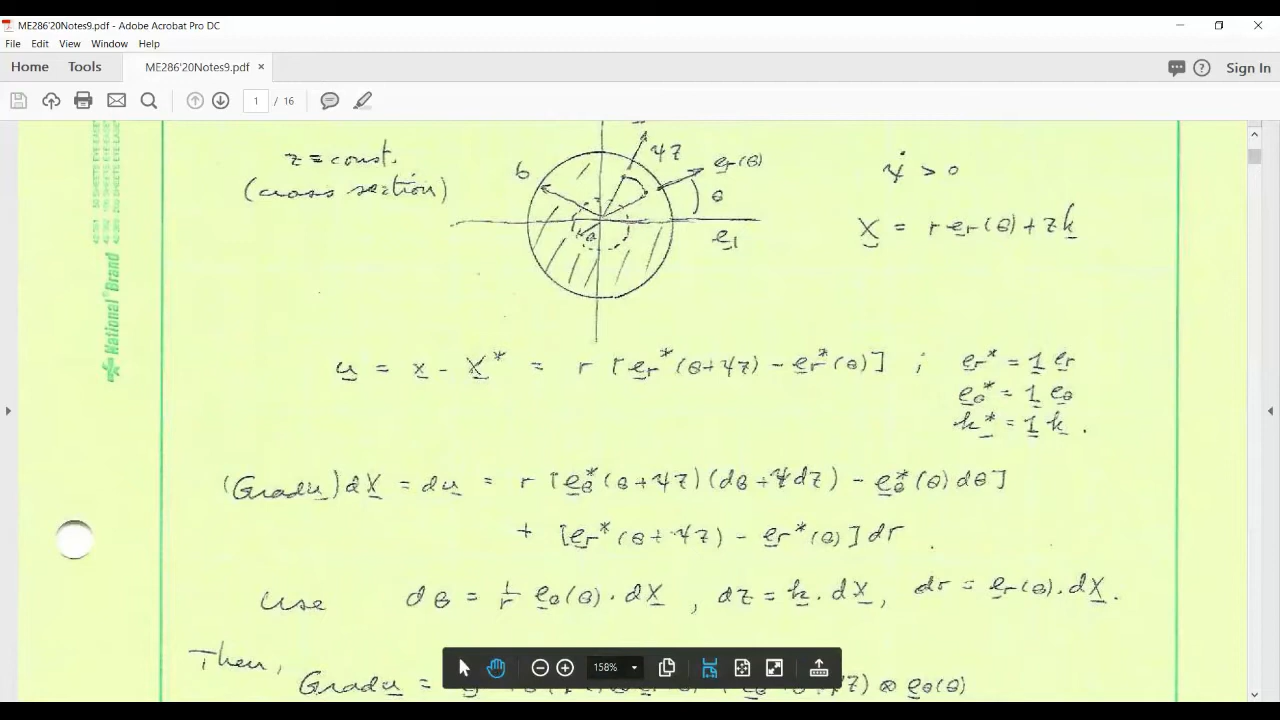 ME286'20Notes9.pdf - Adobe Acrobat Pro DC
File Edit View Window Help
Home Tools ME286'20Notes9.pdf × Sign In
1 / 16
z = const.
(cross section)
b
ψz
e_r(θ)
θ
e_1
a
ψ̇ > 0
X = r e_r(θ) + z k
National® Brand
u = x - X* = r [e_r*(θ+ψz) - e_r*(θ)] ; e_r* = 1 e_r
e_θ* = 1 e_θ
k* = 1 k .
(Grad u) dX = du = r [e_θ*(θ+ψz)(dθ+ψdz) - e_θ*(θ)dθ]
+ [e_r*(θ+ψz) - e_r*(θ)] dr .
Use dθ = 1/r e_θ(θ) · dX , dz = k · dX , dr = e_r(θ) · dX .
Then,
158%
Grad u = ⊗ e_θ(θ)